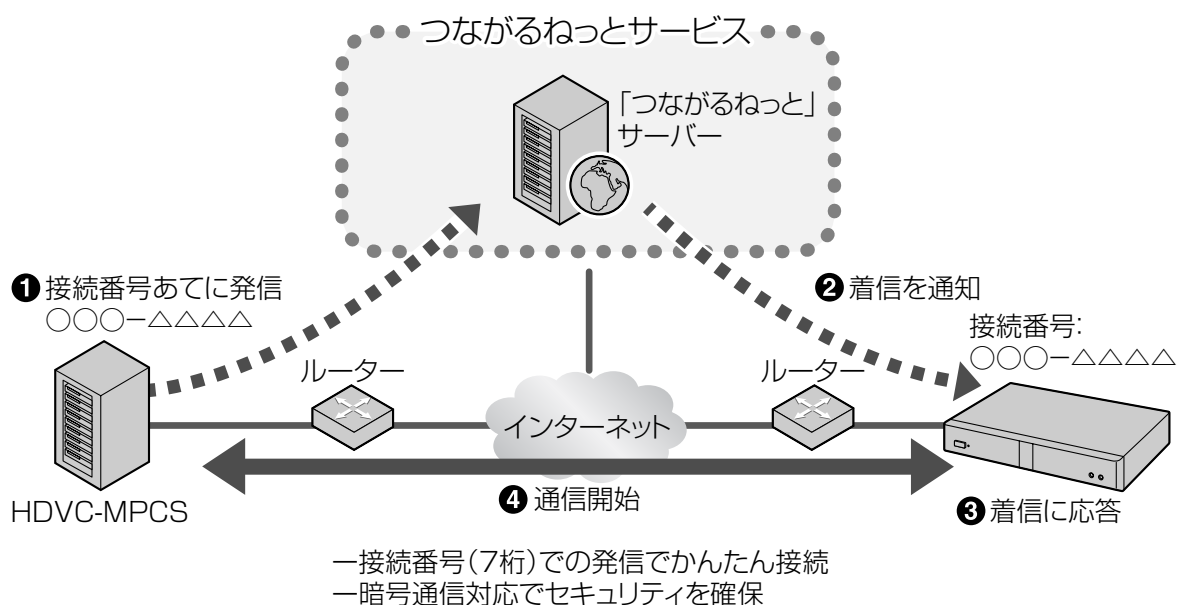 つながるねっとサービス
「つながるねっと」
サーバー
❶接続番号あてに発信
○○○ー△△△△
❷着信を通知
接続番号:
○○○ー△△△△
ルーター
ルーター
インターネット
HDVC-MPCS
❹通信開始
❸着信に応答
ー接続番号(7桁)での発信でかんたん接続
ー暗号通信対応でセキュリティを確保